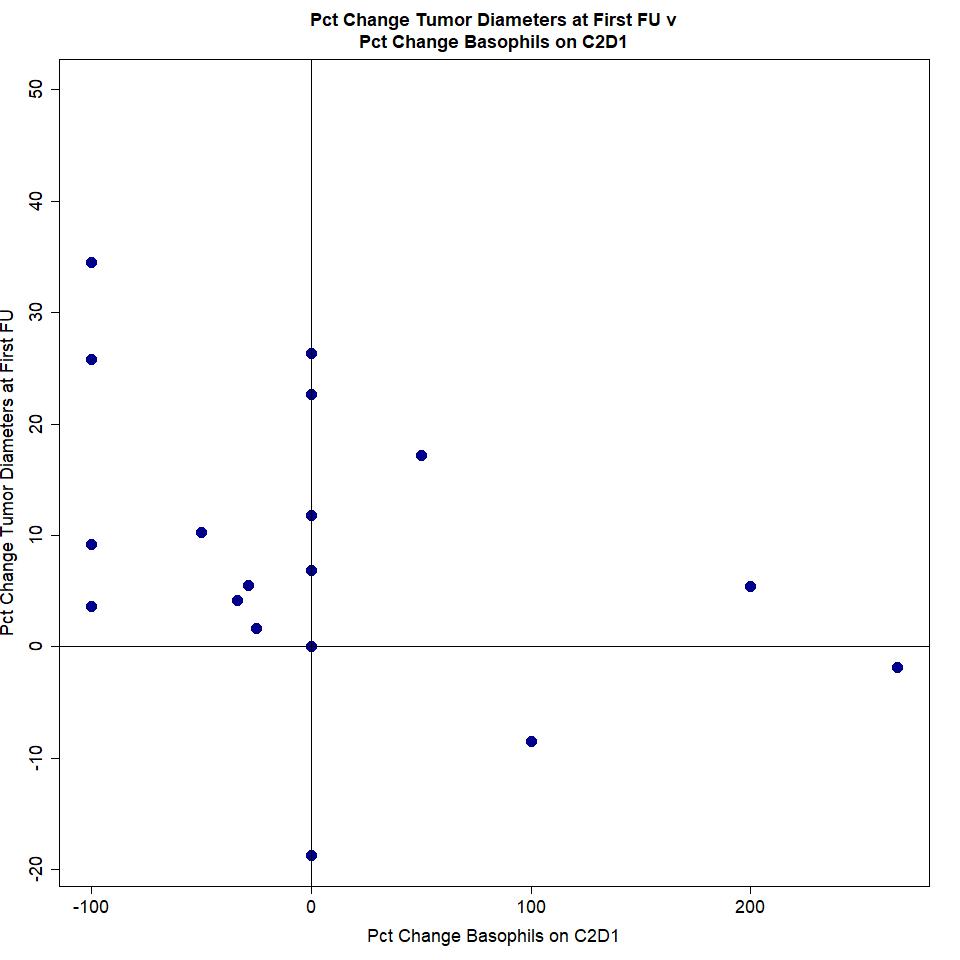 Pct Change Tumor Diameters at First FU v
Pct Change Basophils on C2D1
Pct Change Tumor Diameters at First FU
50
40
30
20
10
0
-10
-20
-100 0 100 200
Pct Change Basophils on C2D1